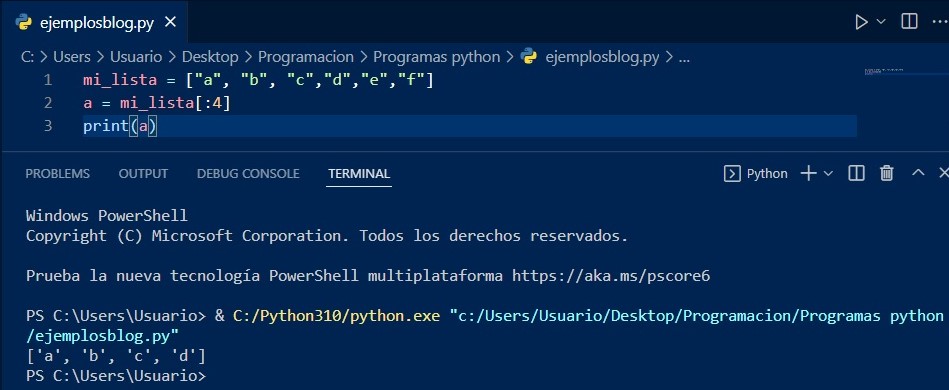 ejemplosblog.py
C: > Users > Usuario > Desktop > Programacion > Programas python > ejemplosblog.py > ...
1 mi_lista = ["a", "b", "c","d","e","f"]
2 a = mi_lista[:4]
3 print(a)
PROBLEMS OUTPUT DEBUG CONSOLE TERMINAL Python
Windows PowerShell
Copyright (C) Microsoft Corporation. Todos los derechos reservados.
Prueba la nueva tecnología PowerShell multiplataforma https://aka.ms/pscore6
PS C:\Users\Usuario> & C:/Python310/python.exe "c:/Users/Usuario/Desktop/Programacion/Programas python
/ejemplosblog.py"
['a', 'b', 'c', 'd']
PS C:\Users\Usuario>